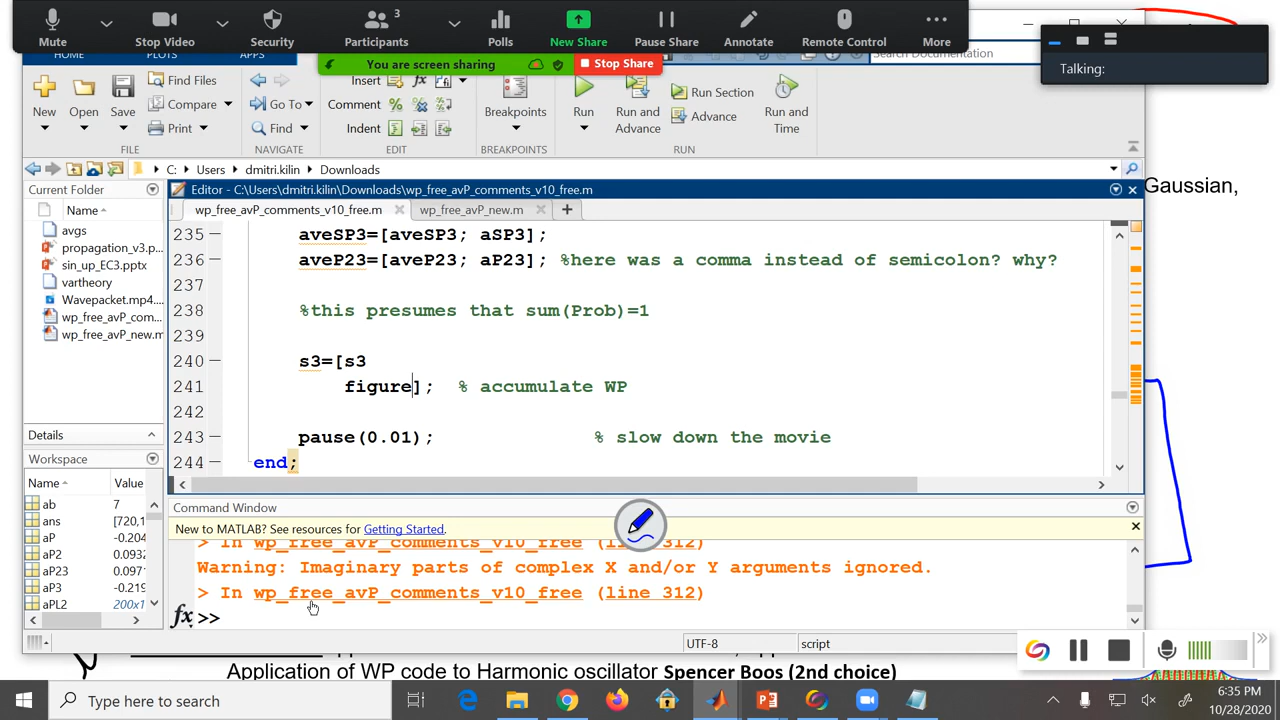 Mute
Stop Video
Security
3
Participants
Polls
New Share
Pause Share
Annotate
Remote Control
More
You are screen sharing
Stop Share
Talking:
HOME
PLOTS
APPS
Search Documentation
New
Open
Save
Find Files
Compare
Print
Go To
Find
Insert
Comment
Indent
fx
Breakpoints
Run
Run and Advance
Run Section
Advance
Run and Time
FILE
NAVIGATE
EDIT
BREAKPOINTS
RUN
C:
Users
dmitri.kilin
Downloads
Current Folder
Name
avgs
propagation_v3.p...
sin_up_EC3.pptx
vartheory
Wavepacket.mp4...
wp_free_avP_com...
wp_free_avP_new.m
Details
Workspace
Name
Value
ab 7
ans [720,1
aP -0.204
aP2 0.0932
aP23 0.0971
aP3 -0.219
aPL2 200x1
Editor - C:\Users\dmitri.kilin\Downloads\wp_free_avP_comments_v10_free.m
wp_free_avP_comments_v10_free.m
wp_free_avP_new.m
235 aveSP3=[aveSP3; aSP3];
236 aveP23=[aveP23; aP23]; %here was a comma instead of semicolon? why?
237
238 %this presumes that sum(Prob)=1
239
240 s3=[s3
241 figure]; % accumulate WP
242
243 pause(0.01); % slow down the movie
244 end;
Command Window
New to MATLAB? See resources for Getting Started.
> In wp_free_avP_comments_v10_free (line 312)
Warning: Imaginary parts of complex X and/or Y arguments ignored.
> In wp_free_avP_comments_v10_free (line 312)
fx >>
UTF-8
script
Gaussian,
Application of WP code to Harmonic oscillator Spencer Boos (2nd choice)
Type here to search
6:35 PM
10/28/2020